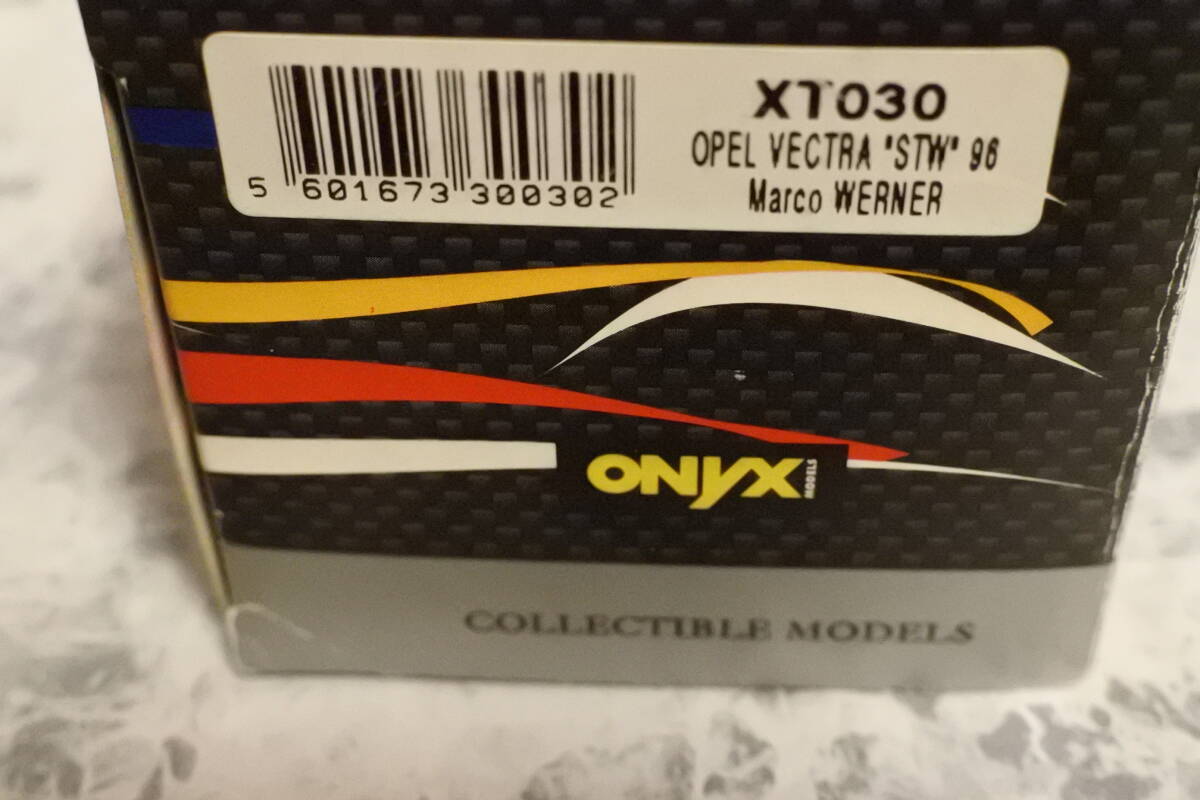 XT030
OPEL VECTRA "STW" 96
Marco WERNER
5 601673 300302
ONYX MODELS
COLLECTIBLE MODELS